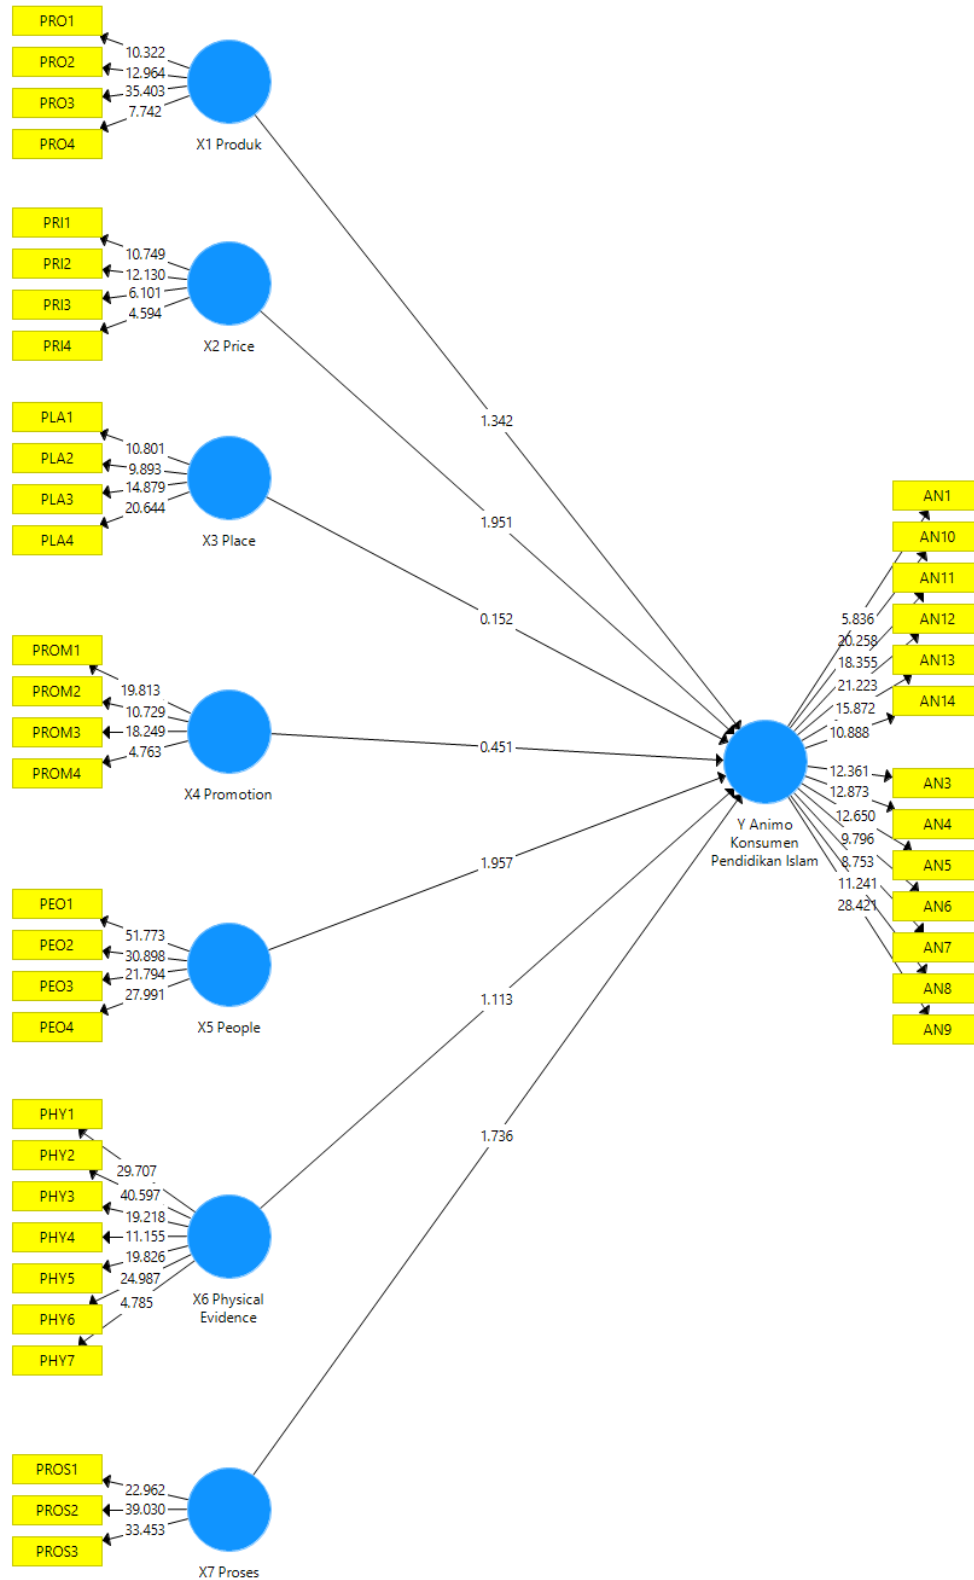 PRO1
PRO2
PRO3
PRO4
10.322
12.964
35.403
7.742
X1 Produk
PRI1
PRI2
PRI3
PRI4
10.749
12.130
6.101
4.594
X2 Price
PLA1
PLA2
PLA3
PLA4
10.801
9.893
14.879
20.644
X3 Place
PROM1
PROM2
PROM3
PROM4
19.813
10.729
18.249
4.763
X4 Promotion
PEO1
PEO2
PEO3
PEO4
51.773
30.898
21.794
27.991
X5 People
PHY1
PHY2
PHY3
PHY4
PHY5
PHY6
PHY7
29.707
40.597
19.218
11.155
19.826
24.987
4.785
X6 Physical
Evidence
PROS1
PROS2
PROS3
22.962
39.030
33.453
X7 Proses
1.342
1.951
0.152
0.451
1.957
1.113
1.736
Y Animo
Konsumen
Pendidikan Islam
5.836
20.258
18.355
21.223
15.872
10.888
12.361
12.873
12.650
9.796
8.753
11.241
28.421
AN1
AN10
AN11
AN12
AN13
AN14
AN3
AN4
AN5
AN6
AN7
AN8
AN9